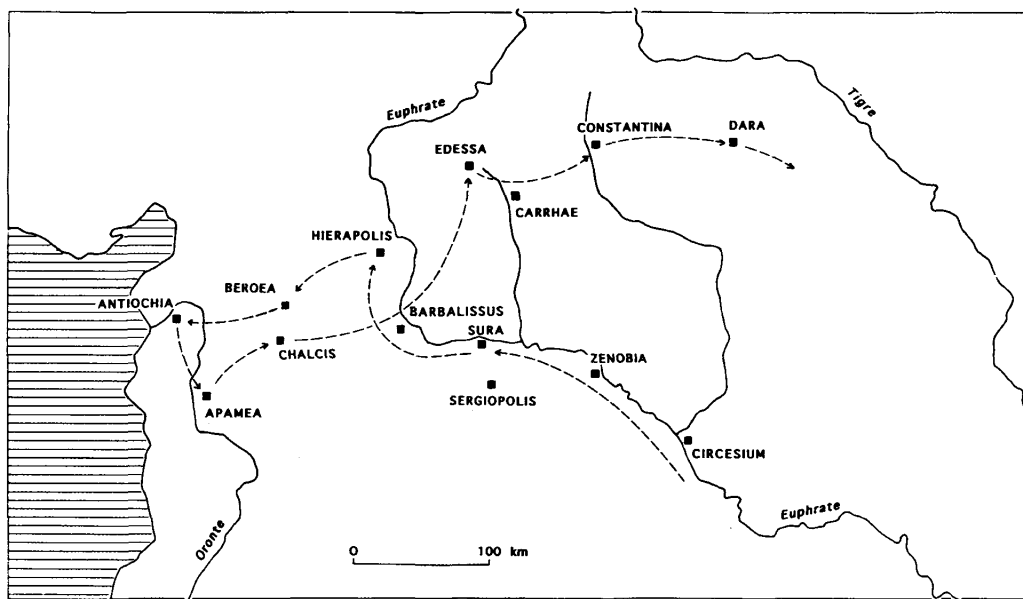 Euphrate
Tigre
CONSTANTINA
DARA
EDESSA
CARRHAE
HIERAPOLIS
BEROEA
ANTIOCHIA
BARBALISSUS
SURA
CHALCIS
ZENOBIA
SERGIOPOLIS
APAMEA
CIRCESIUM
Euphrate
Oronte
0 100 km